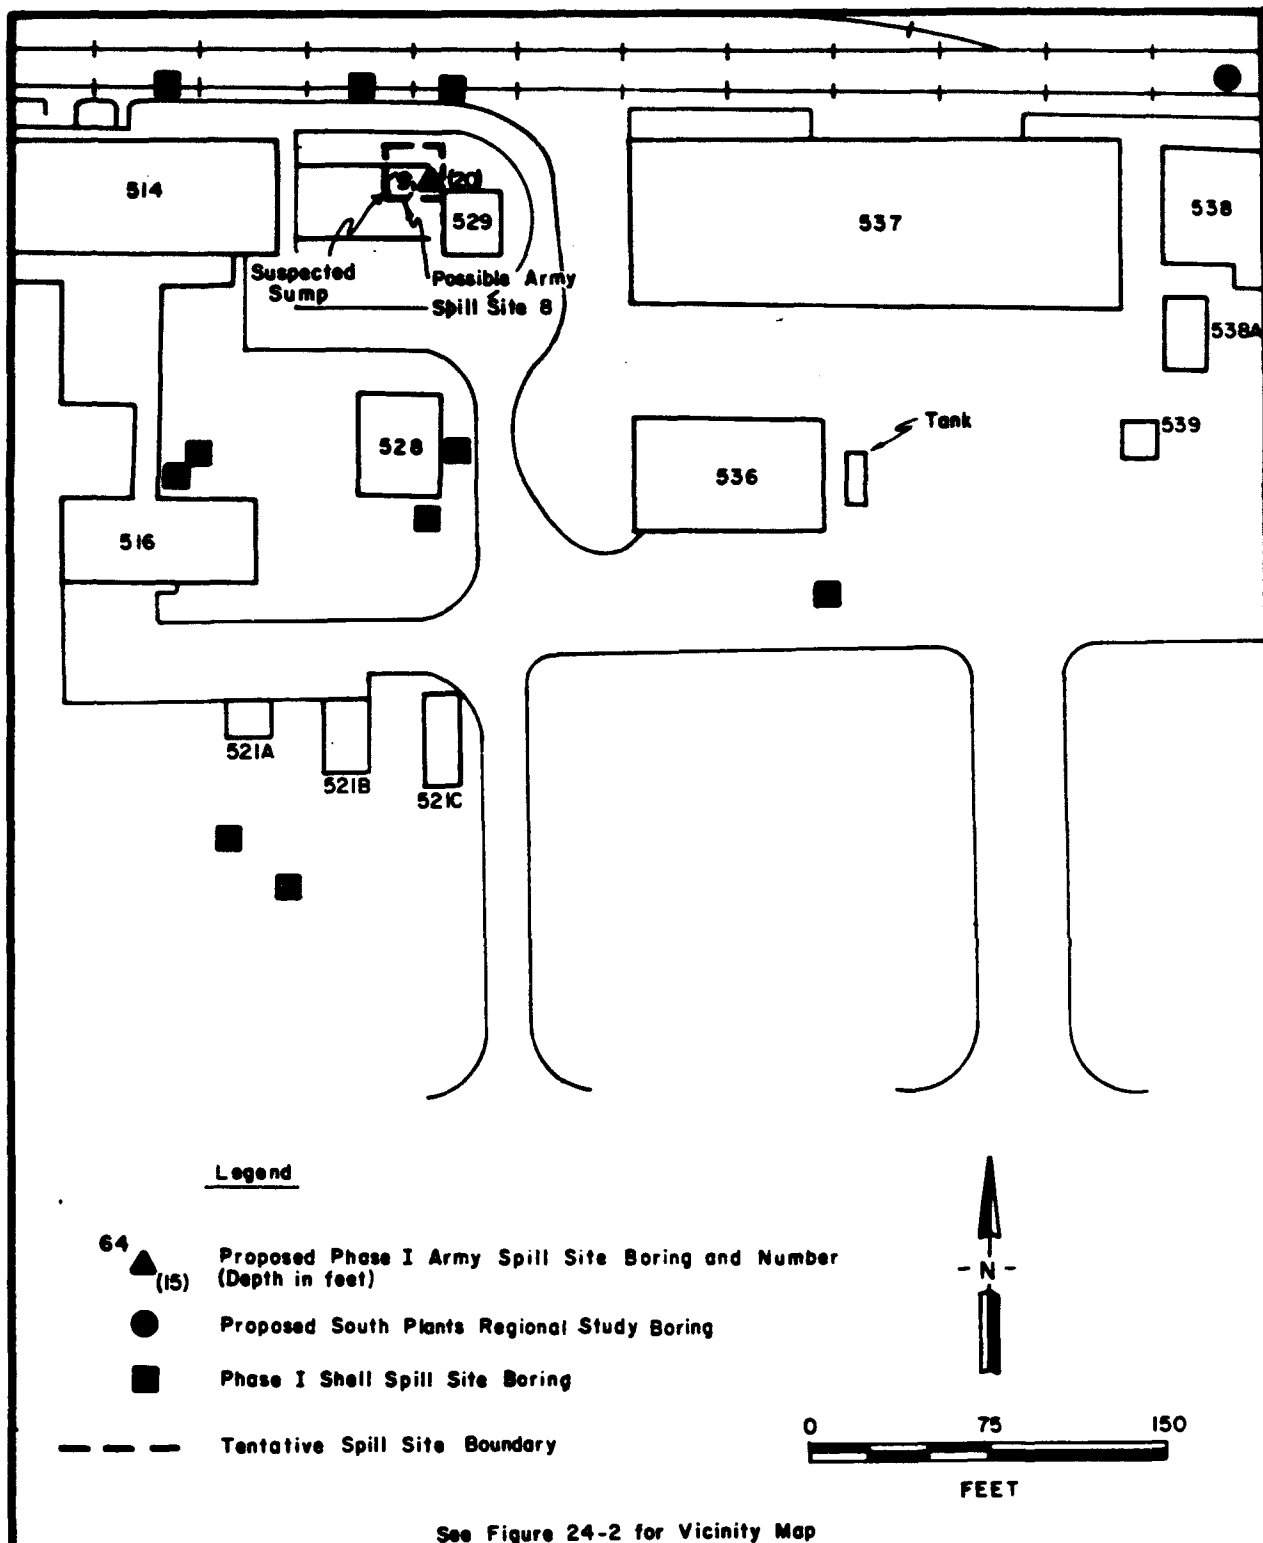 514
(20)
529
537
538
Suspected
Sump
Possible Army
Spill Site 8
538A
Tank
539
528
536
516
521A
521B
521C
Legend
64
(15)
Proposed Phase I Army Spill Site Boring and Number
(Depth in feet)
Proposed South Plants Regional Study Boring
Phase I Shell Spill Site Boring
Tentative Spill Site Boundary
- N -
0 75 150
FEET
See Figure 24-2 for Vicinity Map